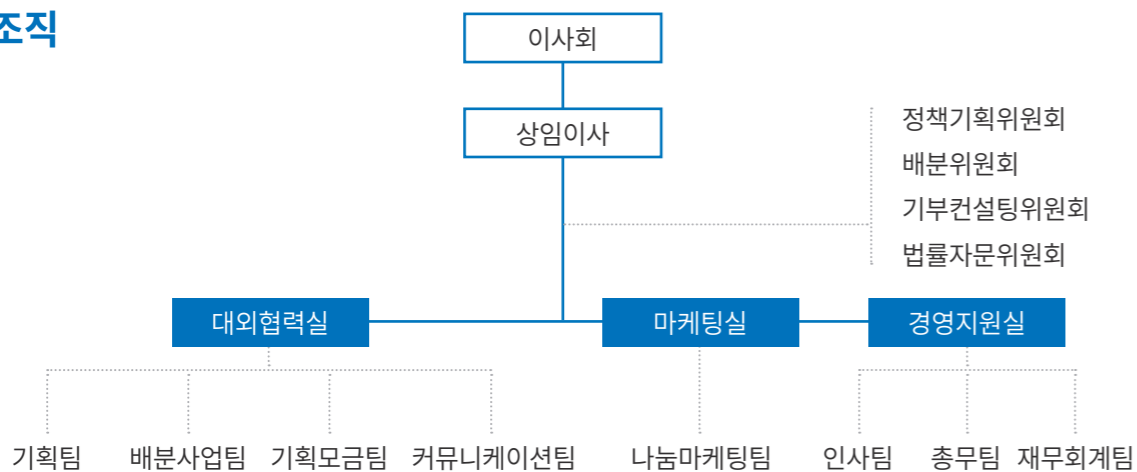 조직
이사회
상임이사
정책기획위원회
배분위원회
기부컨설팅위원회
법률자문위원회
대외협력실 마케팅실 경영지원실
기획팀 배분사업팀 기획모금팀 커뮤니케이션팀 나눔마케팅팀 인사팀 총무팀 재무회계팀